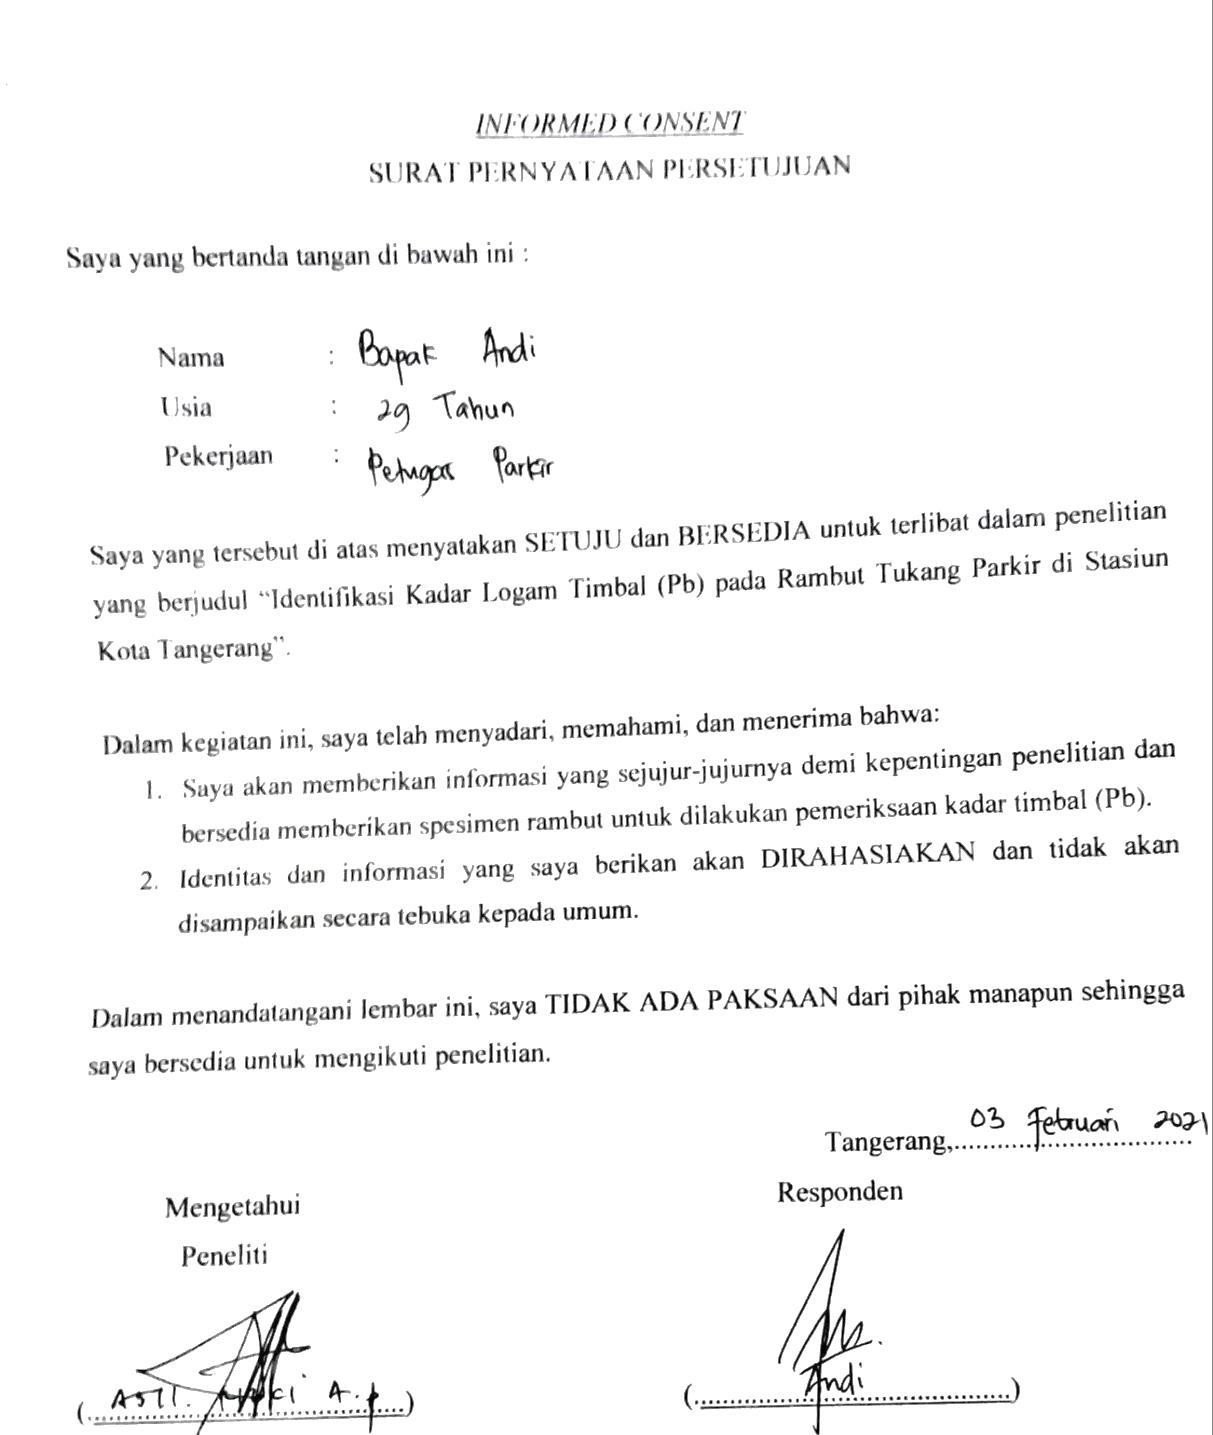 INFORMED CONSENT
SURAT PERNYATAAN PERSETUJUAN
Saya yang bertanda tangan di bawah ini :
Nama : Bapak Andi
Usia : 29 Tahun
Pekerjaan : Petugas Parkir
Saya yang tersebut di atas menyatakan SETUJU dan BERSEDIA untuk terlibat dalam penelitian
yang berjudul “Identifikasi Kadar Logam Timbal (Pb) pada Rambut Tukang Parkir di Stasiun
Kota Tangerang”.
Dalam kegiatan ini, saya telah menyadari, memahami, dan menerima bahwa:
1. Saya akan memberikan informasi yang sejujur-jujurnya demi kepentingan penelitian dan
bersedia memberikan spesimen rambut untuk dilakukan pemeriksaan kadar timbal (Pb).
2. Identitas dan informasi yang saya berikan akan DIRAHASIAKAN dan tidak akan
disampaikan secara tebuka kepada umum.
Dalam menandatangani lembar ini, saya TIDAK ADA PAKSAAN dari pihak manapun sehingga
saya bersedia untuk mengikuti penelitian.
Tangerang, 03 Februari 2021
Mengetahui Responden
Peneliti
( A.p ) ( Andi )